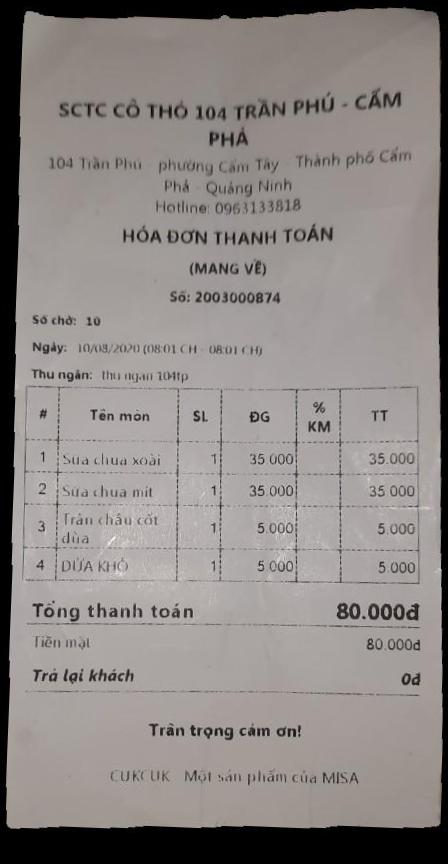 SCTC CÔ THÓ 104 TRẦN PHÚ - CẨM
PHẢ
104 Trần Phú - phường Cẩm Tây - Thành phố Cẩm
Phả - Quảng Ninh
Hotline: 0963133818
HÓA ĐƠN THANH TOÁN
(MANG VỀ)
Số: 2003000874
Số chờ: 10
Ngày: 10/08/2020 (08:01 CH - 08:01 CH)
Thu ngân: thu ngan 104tp
# Tên món SL ĐG % KM TT
1 Sữa chua xoài 1 35.000 35.000
2 Sữa chua mít 1 35.000 35.000
3 Trân châu cốt dừa 1 5.000 5.000
4 DỪA KHÔ 1 5.000 5.000
Tổng thanh toán 80.000đ
Tiền mặt 80.000đ
Trả lại khách 0đ
Trân trọng cảm ơn!
CUKCUK - Một sản phẩm của MISA